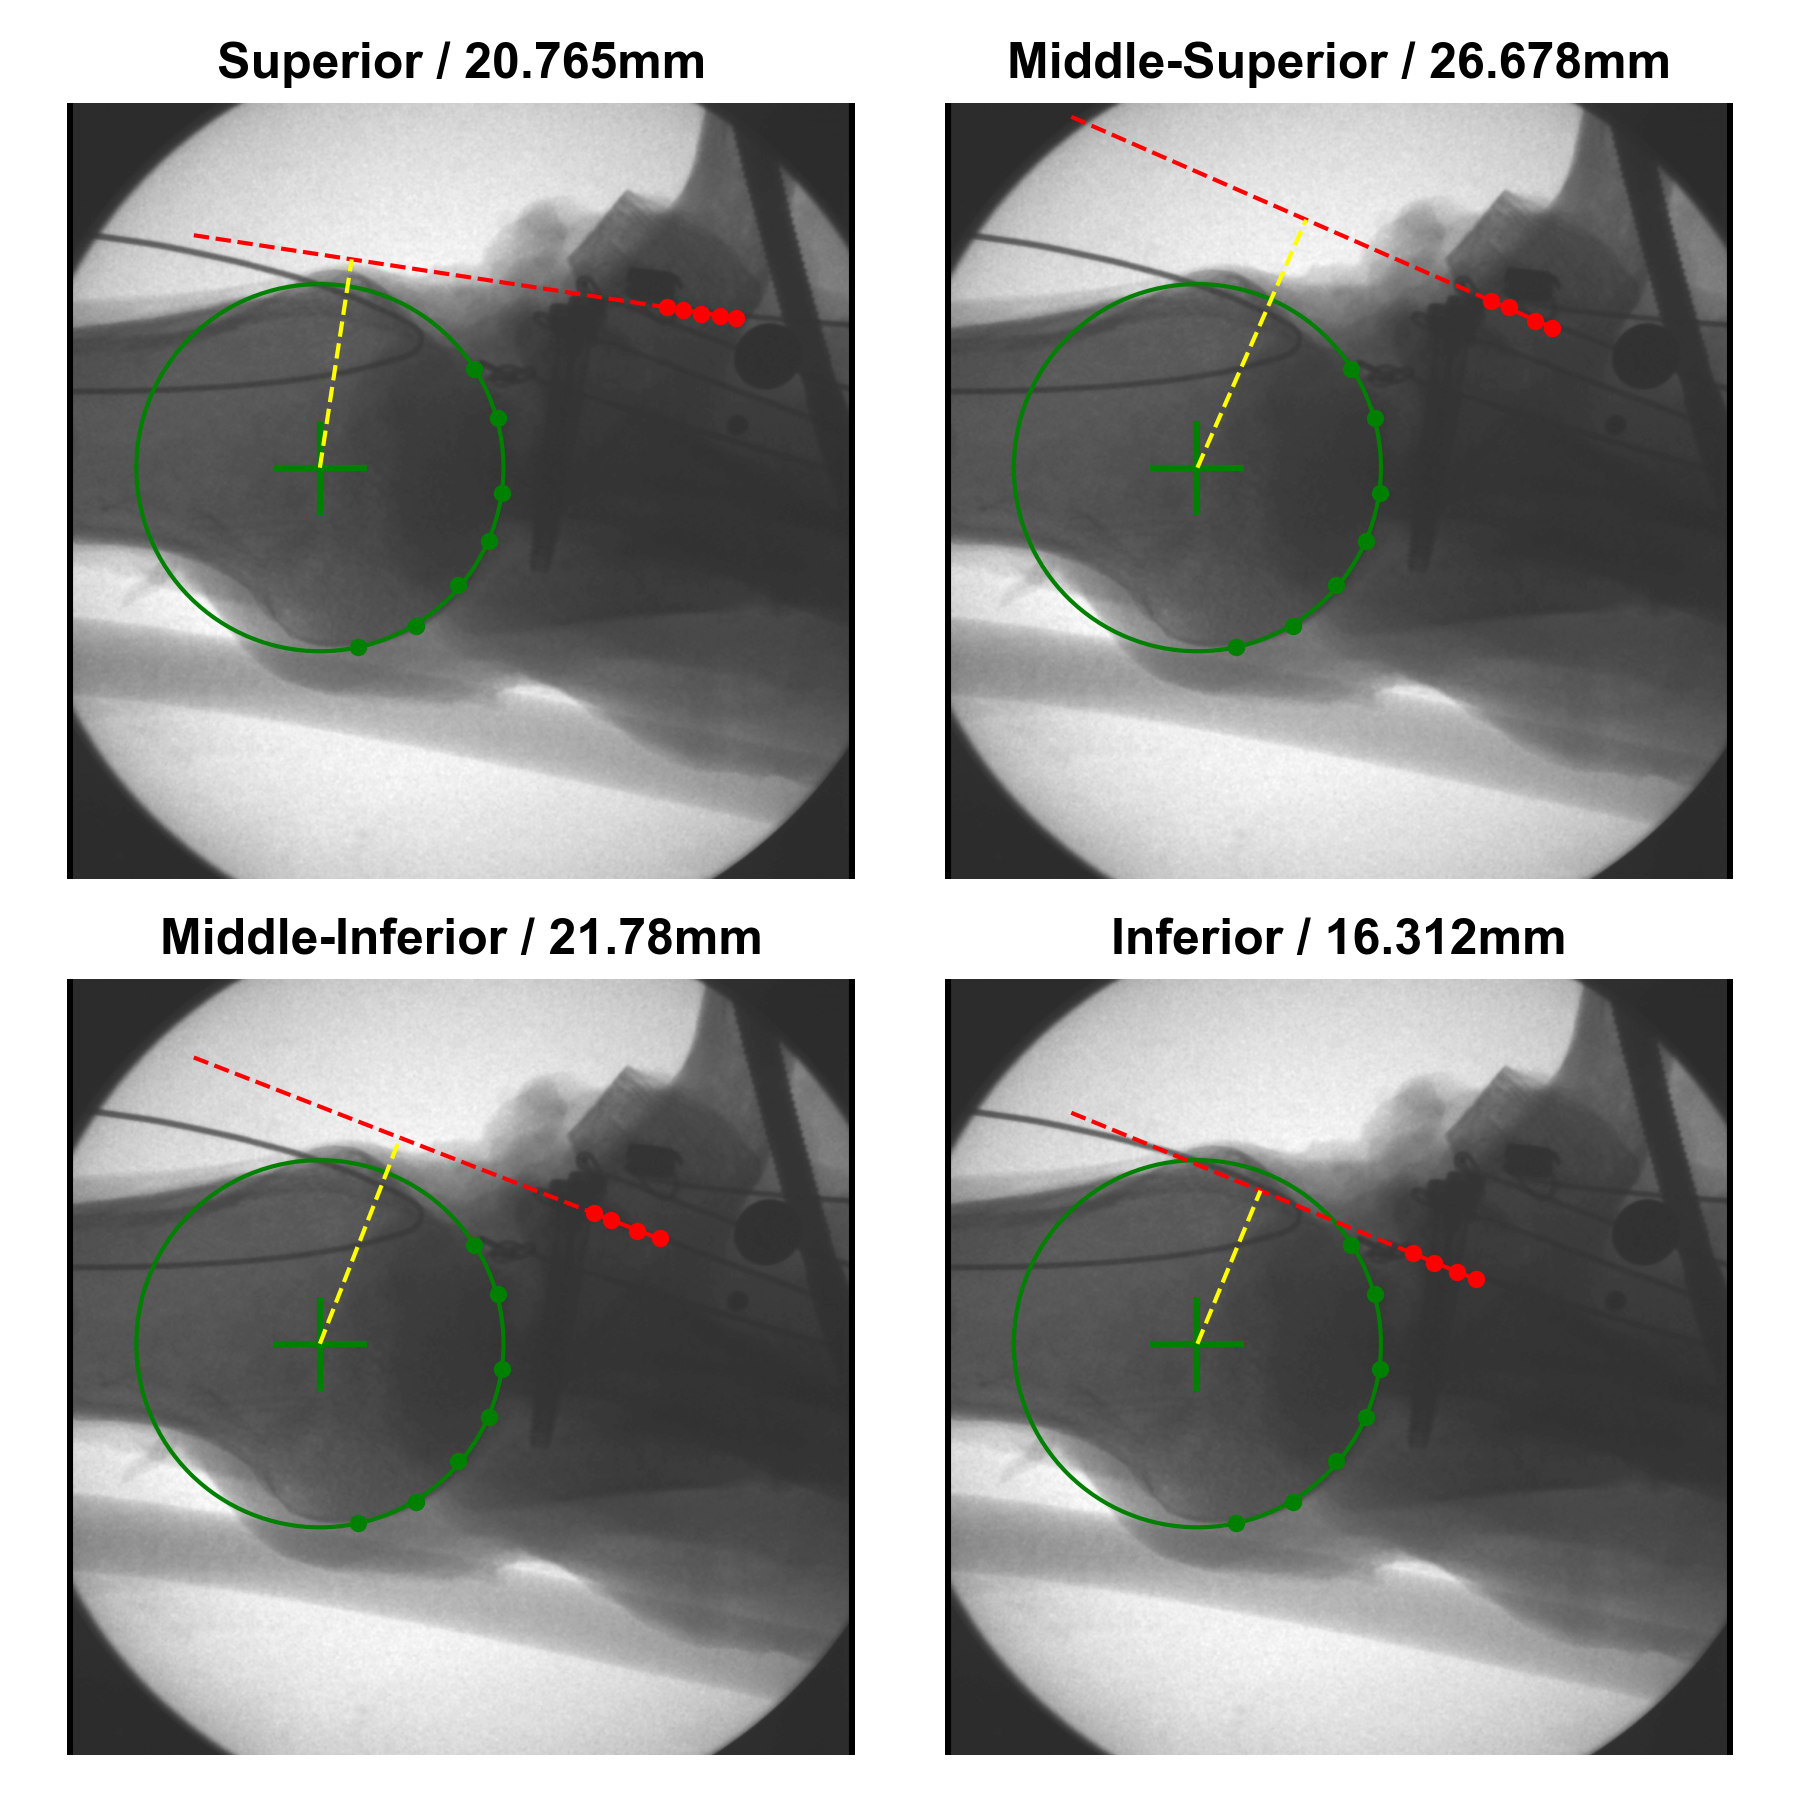 Superior / 20.765mm
Middle-Superior / 26.678mm
Middle-Inferior / 21.78mm
Inferior / 16.312mm